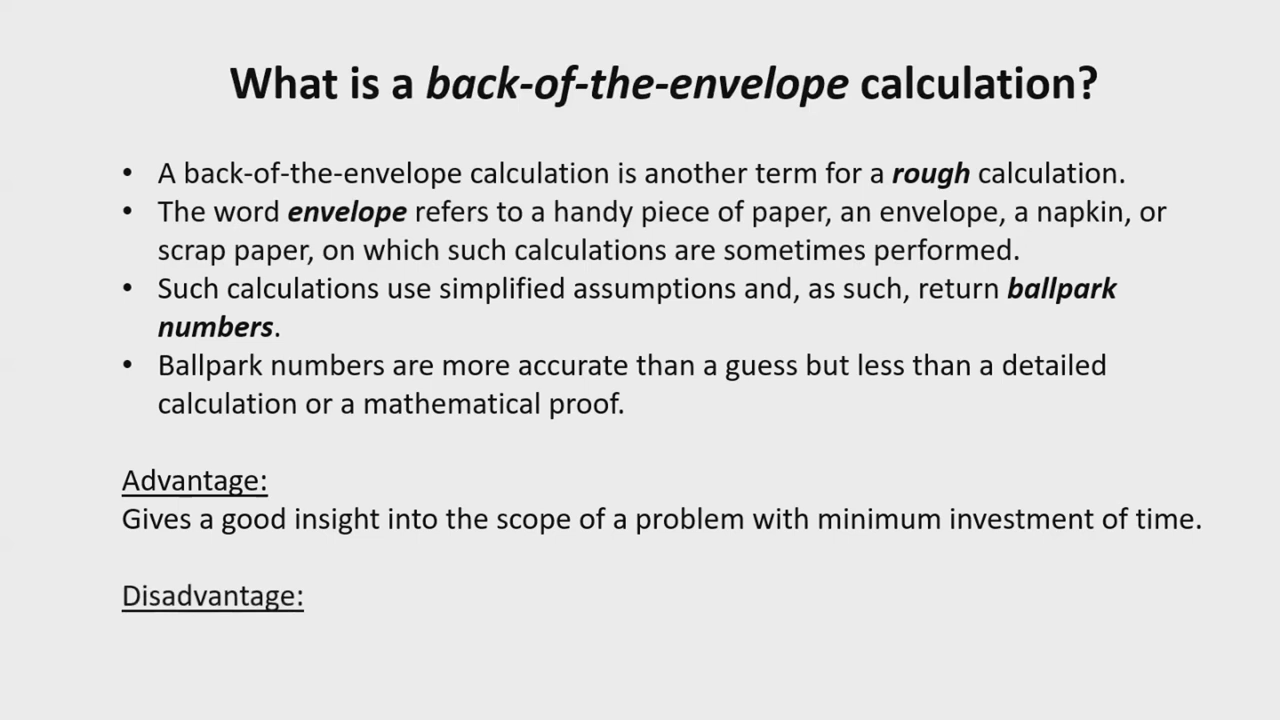 What is a back-of-the-envelope calculation?
• A back-of-the-envelope calculation is another term for a rough calculation.
• The word envelope refers to a handy piece of paper, an envelope, a napkin, or
scrap paper, on which such calculations are sometimes performed.
• Such calculations use simplified assumptions and, as such, return ballpark
numbers.
• Ballpark numbers are more accurate than a guess but less than a detailed
calculation or a mathematical proof.
Advantage:
Gives a good insight into the scope of a problem with minimum investment of time.
Disadvantage: